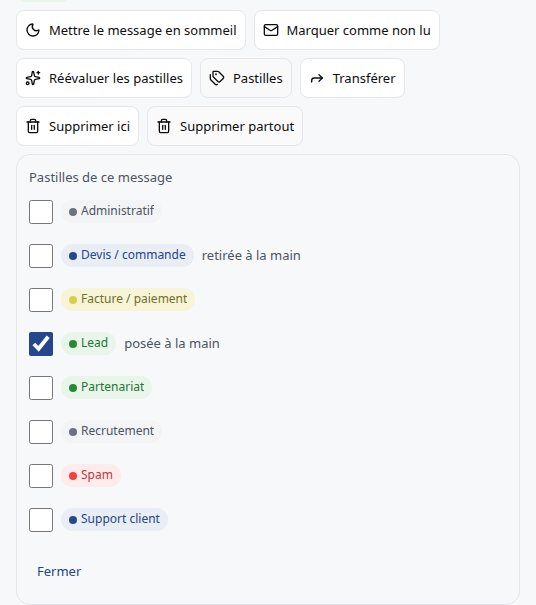 Mettre le message en sommeil Marquer comme non lu
Réévaluer les pastilles Pastilles Transférer
Supprimer ici Supprimer partout
Pastilles de ce message
Administratif
Devis / commande retirée à la main
Facture / paiement
Lead posée à la main
Partenariat
Recrutement
Spam
Support client
Fermer